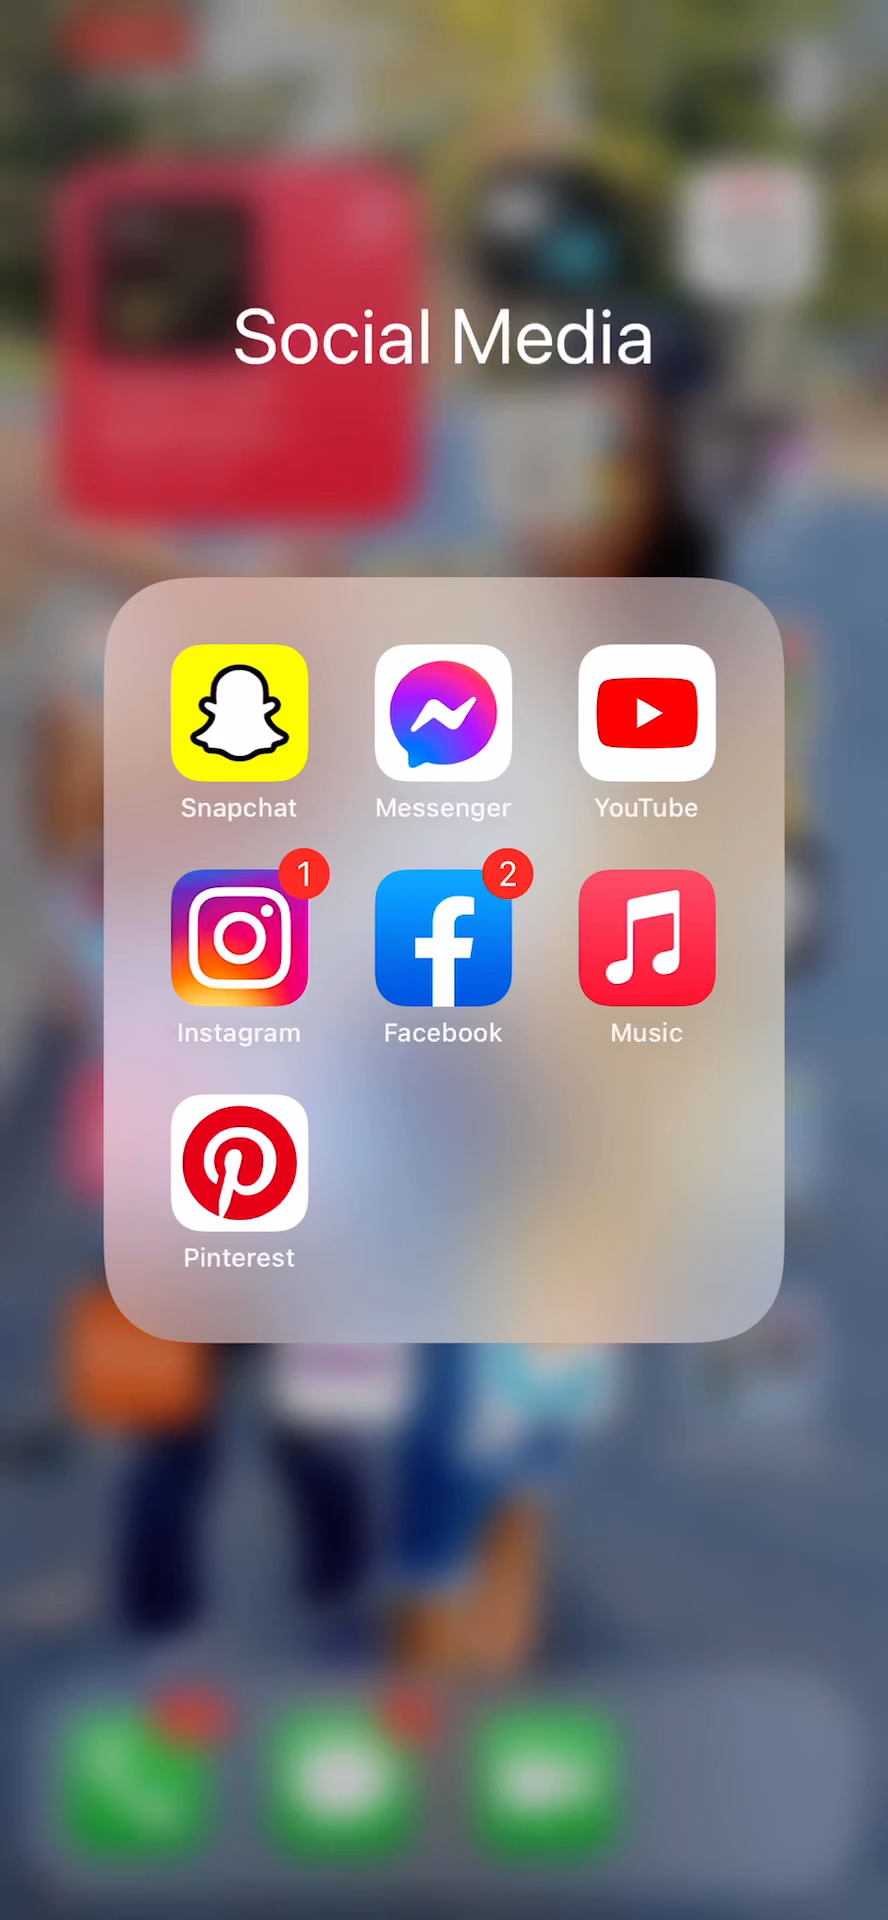 Social Media
Snapchat
Messenger
YouTube
1
2
Instagram
Facebook
Music
Pinterest